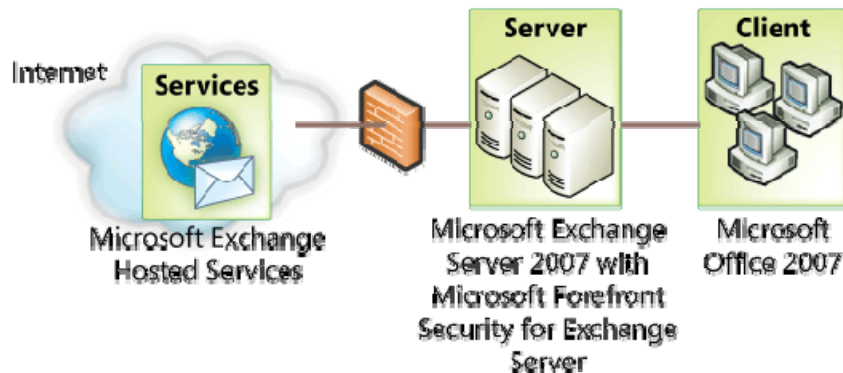 Internet
Services
Microsoft Exchange
Hosted Services
Server
Microsoft Exchange
Server 2007 with
Microsoft Forefront
Security for Exchange
Server
Client
Microsoft
Office 2007